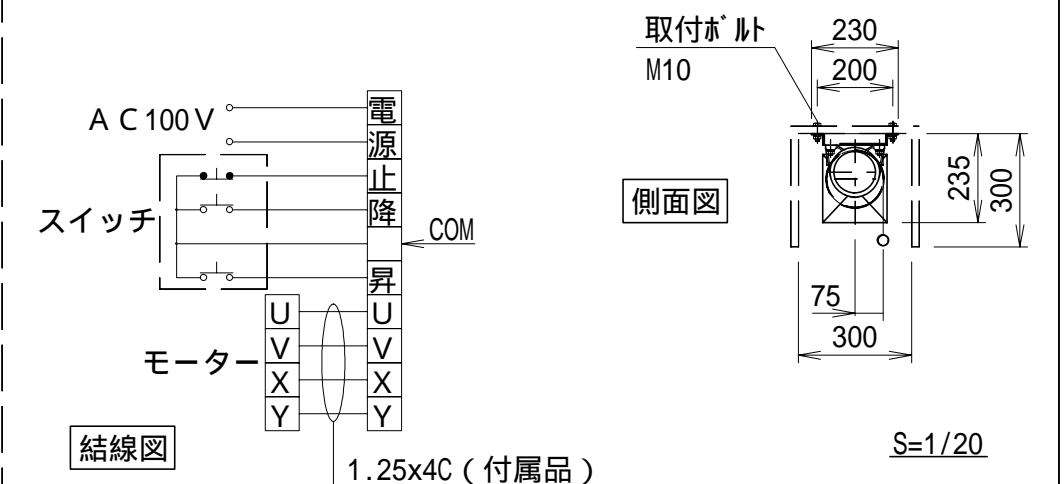 ＡＣ100Ｖ
電
源
止
降
COM
昇
スイッチ
U U
V V
X X
Y Y
モーター
結線図
1.25x4C（付属品）
取付ﾎﾞﾙﾄ
M10
230
200
側面図
235
300
75
300
S=1/20